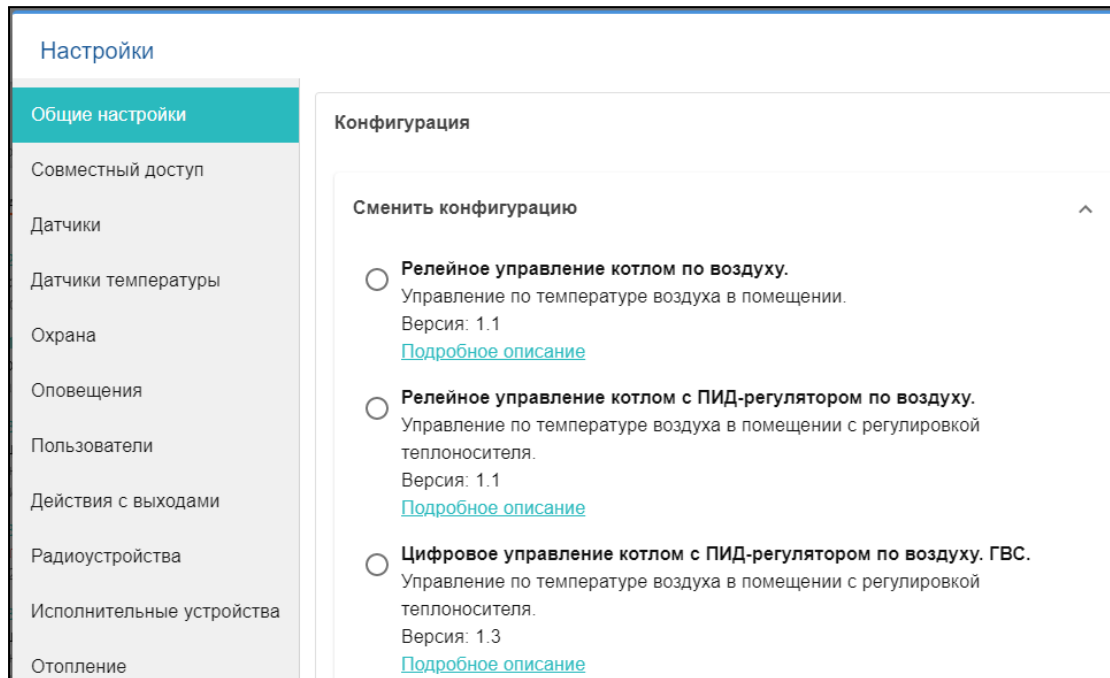 Настройки
Общие настройки
Совместный доступ
Датчики
Датчики температуры
Охрана
Оповещения
Пользователи
Действия с выходами
Радиоустройства
Исполнительные устройства
Отопление
Конфигурация
Сменить конфигурацию
Релейное управление котлом по воздуху.
Управление по температуре воздуха в помещении.
Версия: 1.1
Подробное описание
Релейное управление котлом с ПИД-регулятором по воздуху.
Управление по температуре воздуха в помещении с регулировкой
теплоносителя.
Версия: 1.1
Подробное описание
Цифровое управление котлом с ПИД-регулятором по воздуху. ГВС.
Управление по температуре воздуха в помещении с регулировкой
теплоносителя.
Версия: 1.3
Подробное описание